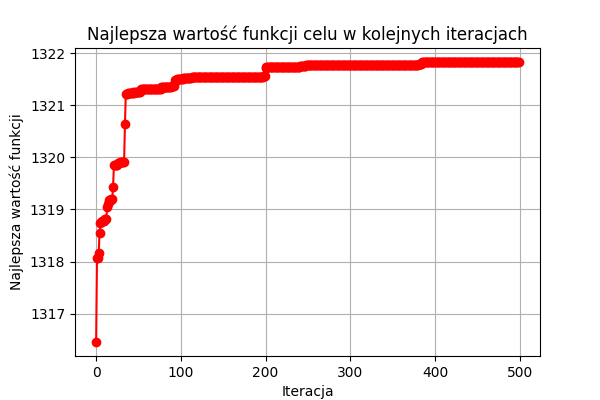 Najlepsza wartość funkcji celu w kolejnych iteracjach
1322
1321
1320
1319
1318
1317
Najlepsza wartość funkcji
0 100 200 300 400 500
Iteracja